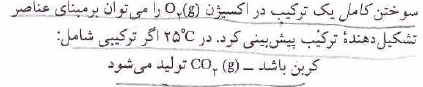 سوختن کامل یک ترکیب در اکسیژن O₂(g) را می‌توان برمبنای عناصر
تشکیل‌دهندهٔ ترکیب پیش‌بینی کرد. در ۲۵°C اگر ترکیبی شامل:
کربن باشد – CO₂ (g) تولید می‌شود